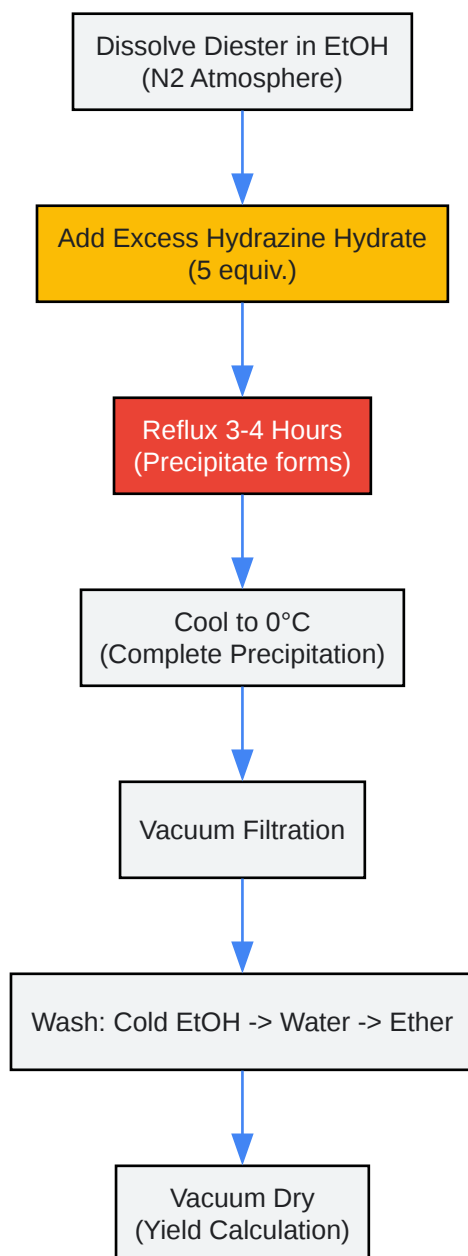 Dissolve Diester in EtOH
(N2 Atmosphere)
Add Excess Hydrazine Hydrate
(5 equiv.)
Reflux 3-4 Hours
(Precipitate forms)
Cool to 0°C
(Complete Precipitation)
Vacuum Filtration
Wash: Cold EtOH -> Water -> Ether
Vacuum Dry
(Yield Calculation)